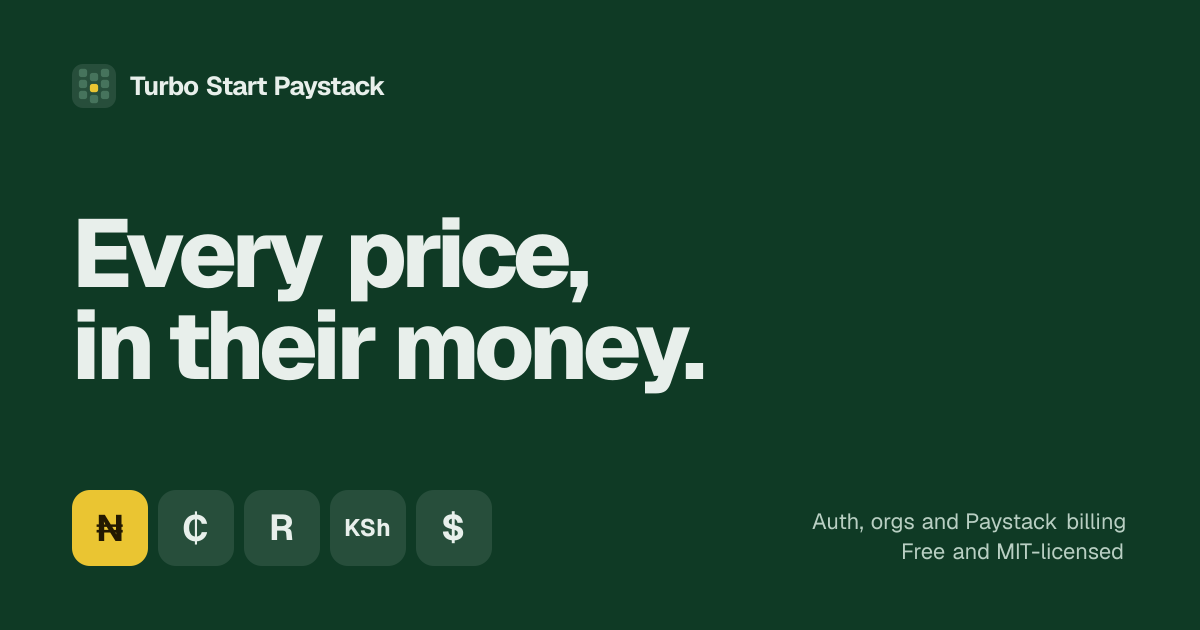 Turbo Start Paystack
Every price,
in their money.
₦ ₵ R KSh $
Auth, orgs and Paystack billing
Free and MIT-licensed